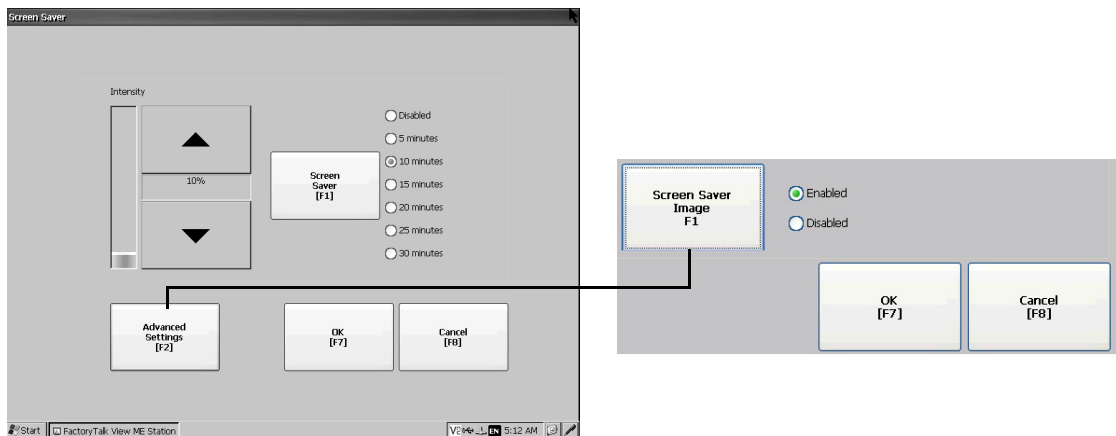 Screen Saver
Intensity
10%
Screen
Saver
[F1]
Disabled
5 minutes
10 minutes
15 minutes
20 minutes
25 minutes
30 minutes
Advanced
Settings
[F2]
OK
[F7]
Cancel
[F8]
Start
FactoryTalk View ME Station
EN
5:12 AM
Screen Saver
Image
F1
Enabled
Disabled
OK
[F7]
Cancel
[F8]